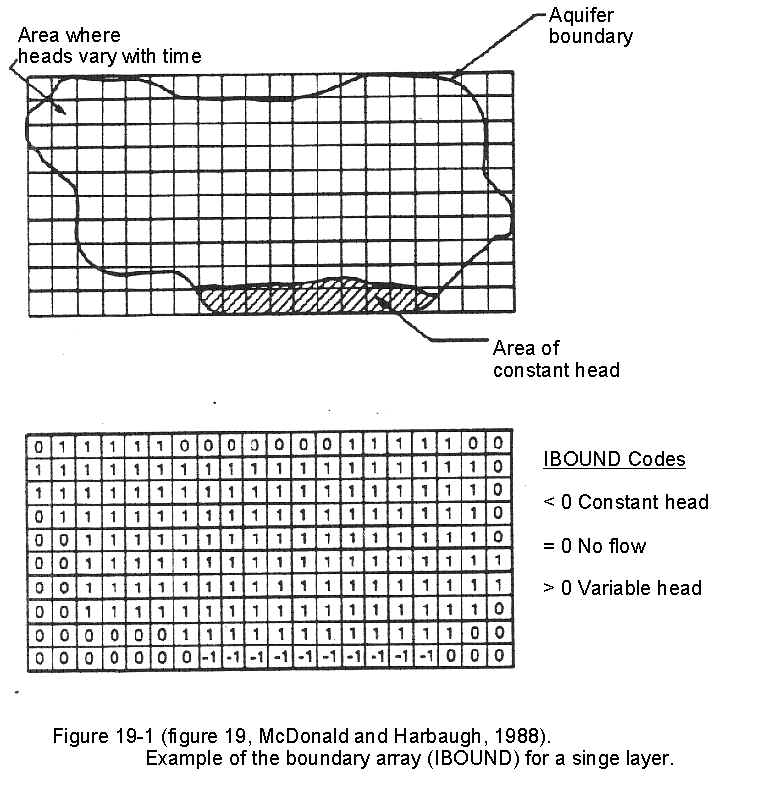 Area where
heads vary with time
Aquifer
boundary
Area of
constant head
0 1 1 1 1 1 0 0 0 0 0 0 0 1 1 1 1 1 0 0
1 1 1 1 1 1 1 1 1 1 1 1 1 1 1 1 1 1 1 0
1 1 1 1 1 1 1 1 1 1 1 1 1 1 1 1 1 1 1 0
0 1 1 1 1 1 1 1 1 1 1 1 1 1 1 1 1 1 1 0
0 0 1 1 1 1 1 1 1 1 1 1 1 1 1 1 1 1 1 0
0 0 1 1 1 1 1 1 1 1 1 1 1 1 1 1 1 1 1 1
0 0 1 1 1 1 1 1 1 1 1 1 1 1 1 1 1 1 1 1
0 0 1 1 1 1 1 1 1 1 1 1 1 1 1 1 1 1 1 0
0 0 0 0 0 0 1 1 1 1 1 1 1 1 1 1 1 1 0 0
0 0 0 0 0 0 0 -1 -1 -1 -1 -1 -1 -1 -1 -1 -1 0 0 0
IBOUND Codes
< 0 Constant head
= 0 No flow
> 0 Variable head
Figure 19-1 (figure 19, McDonald and Harbaugh, 1988).
Example of the boundary array (IBOUND) for a singe layer.